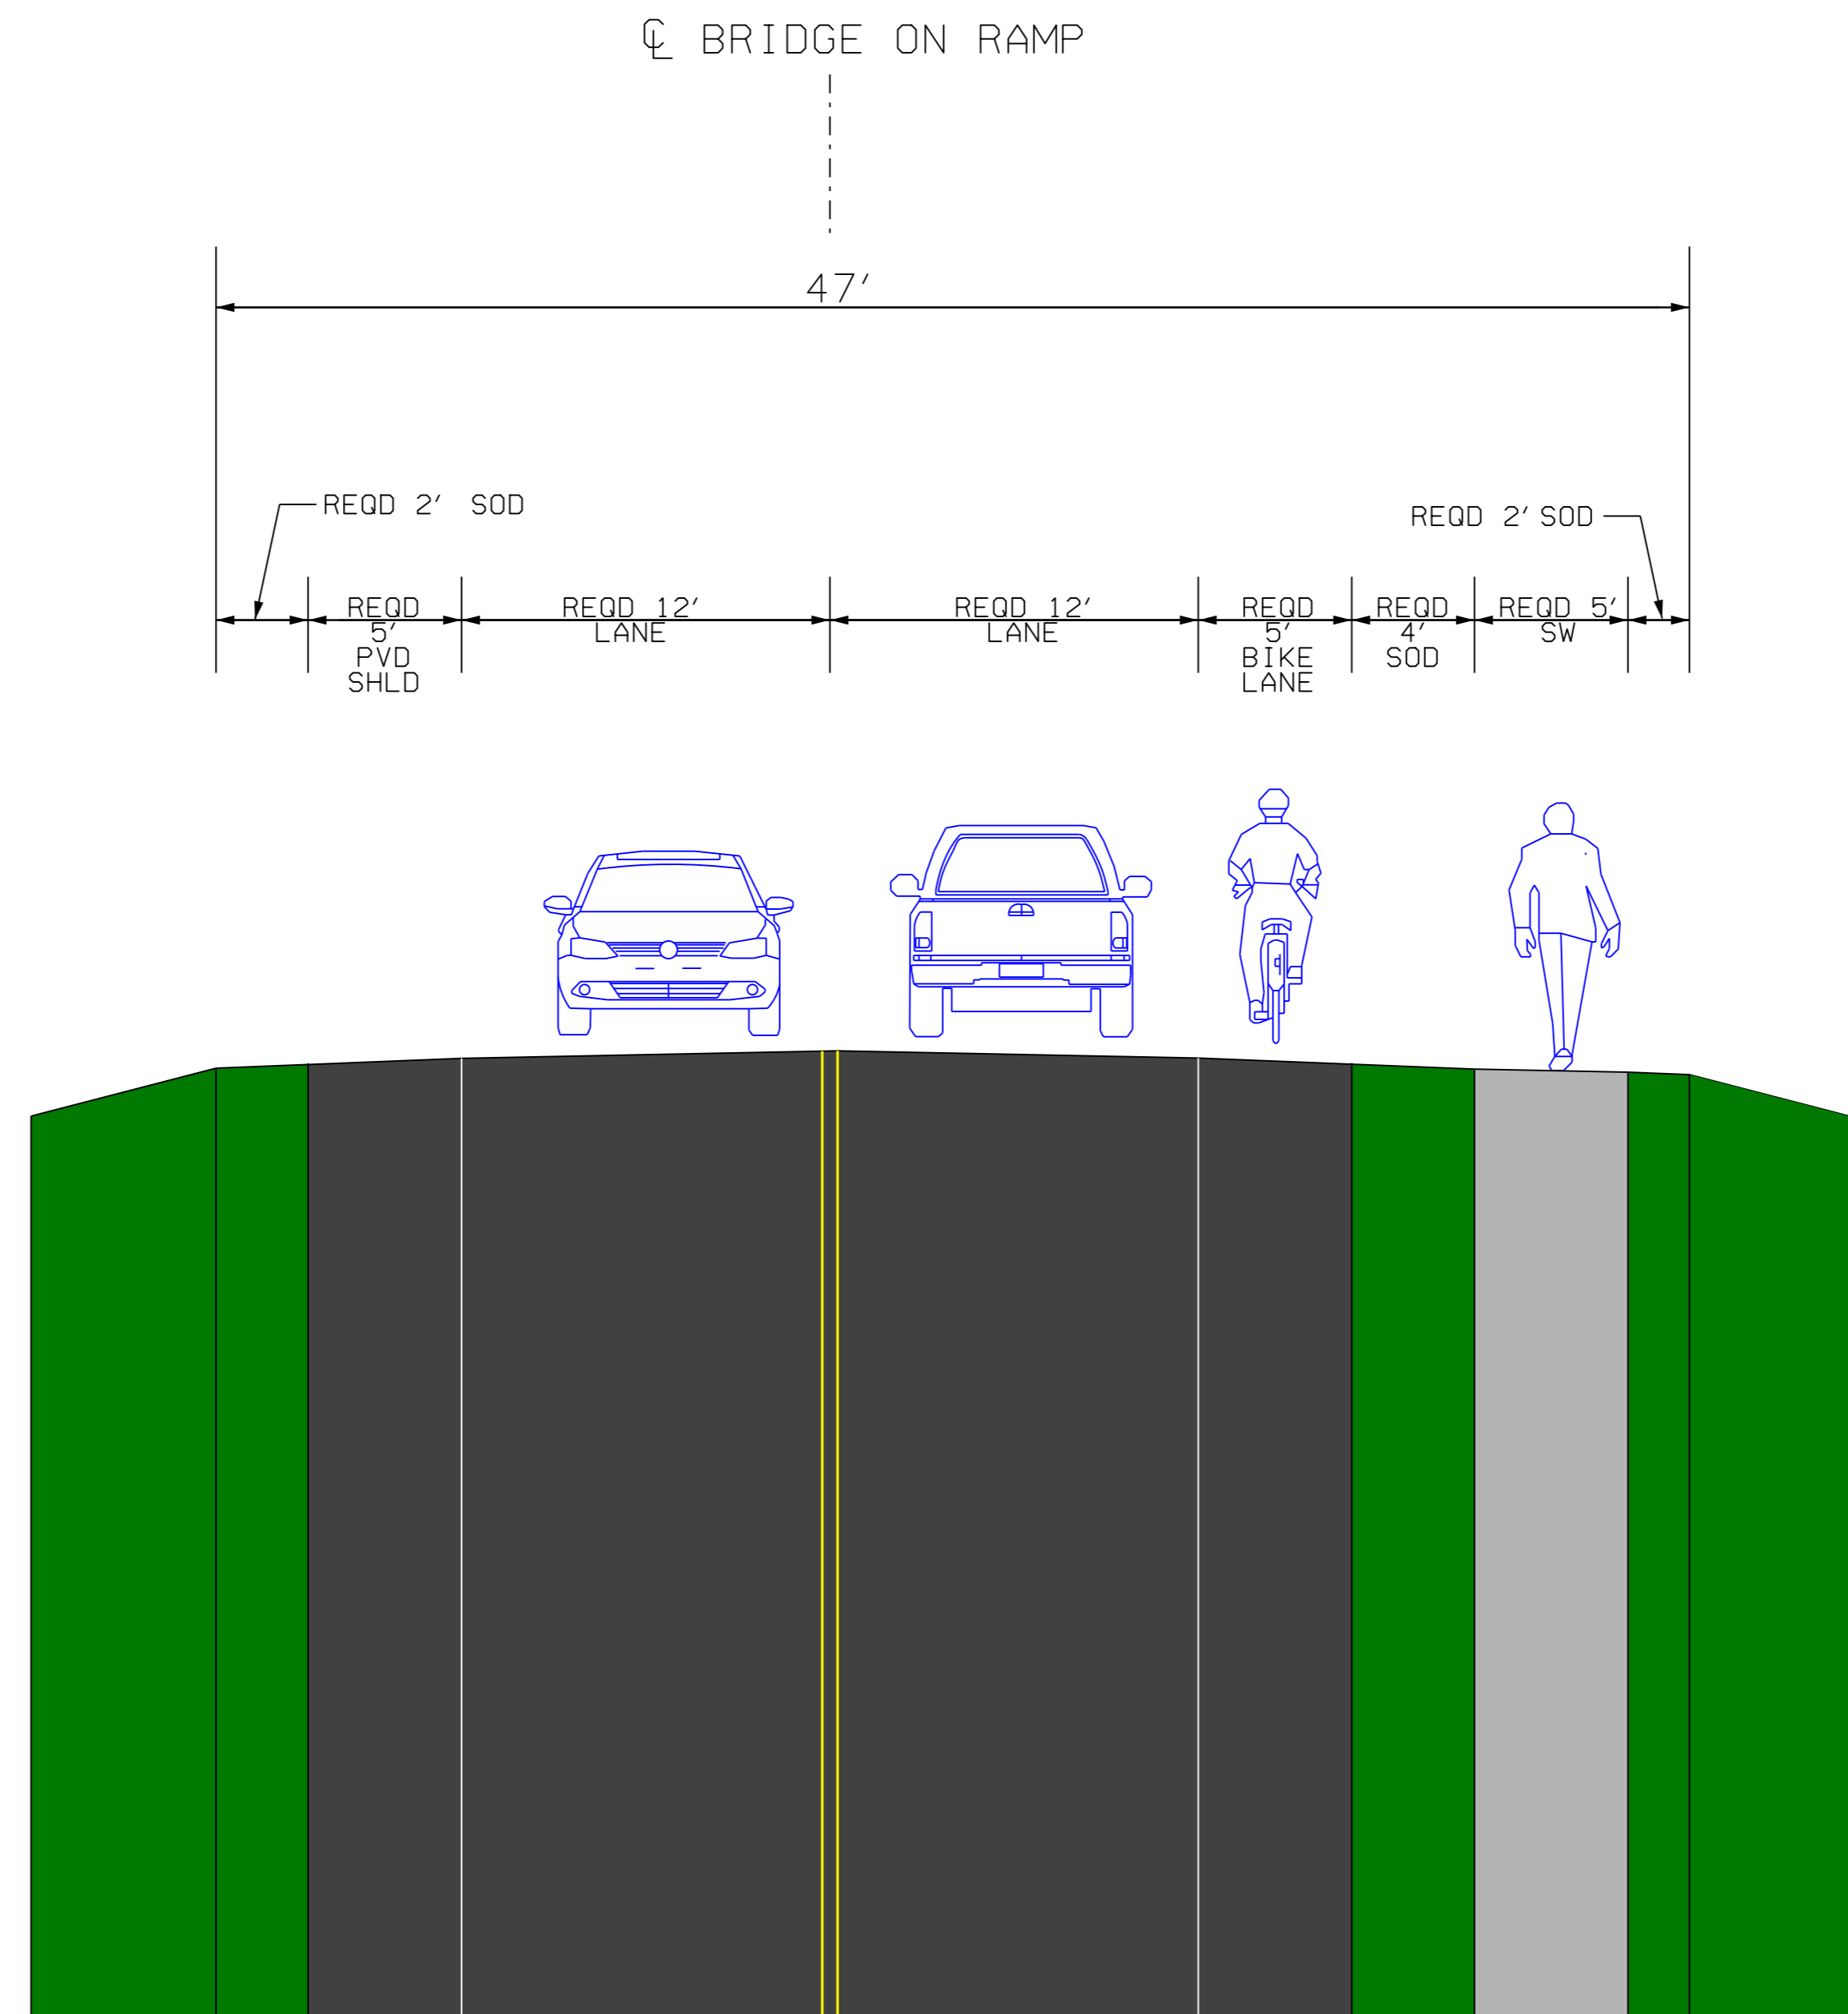 ℄ BRIDGE ON RAMP
47'
REQD 2' SOD
REQD 2' SOD
REQD
5'
PVD
SHLD
REQD 12'
LANE
REQD 12'
LANE
REQD
5'
BIKE
LANE
REQD
4'
SOD
REQD 5'
SW